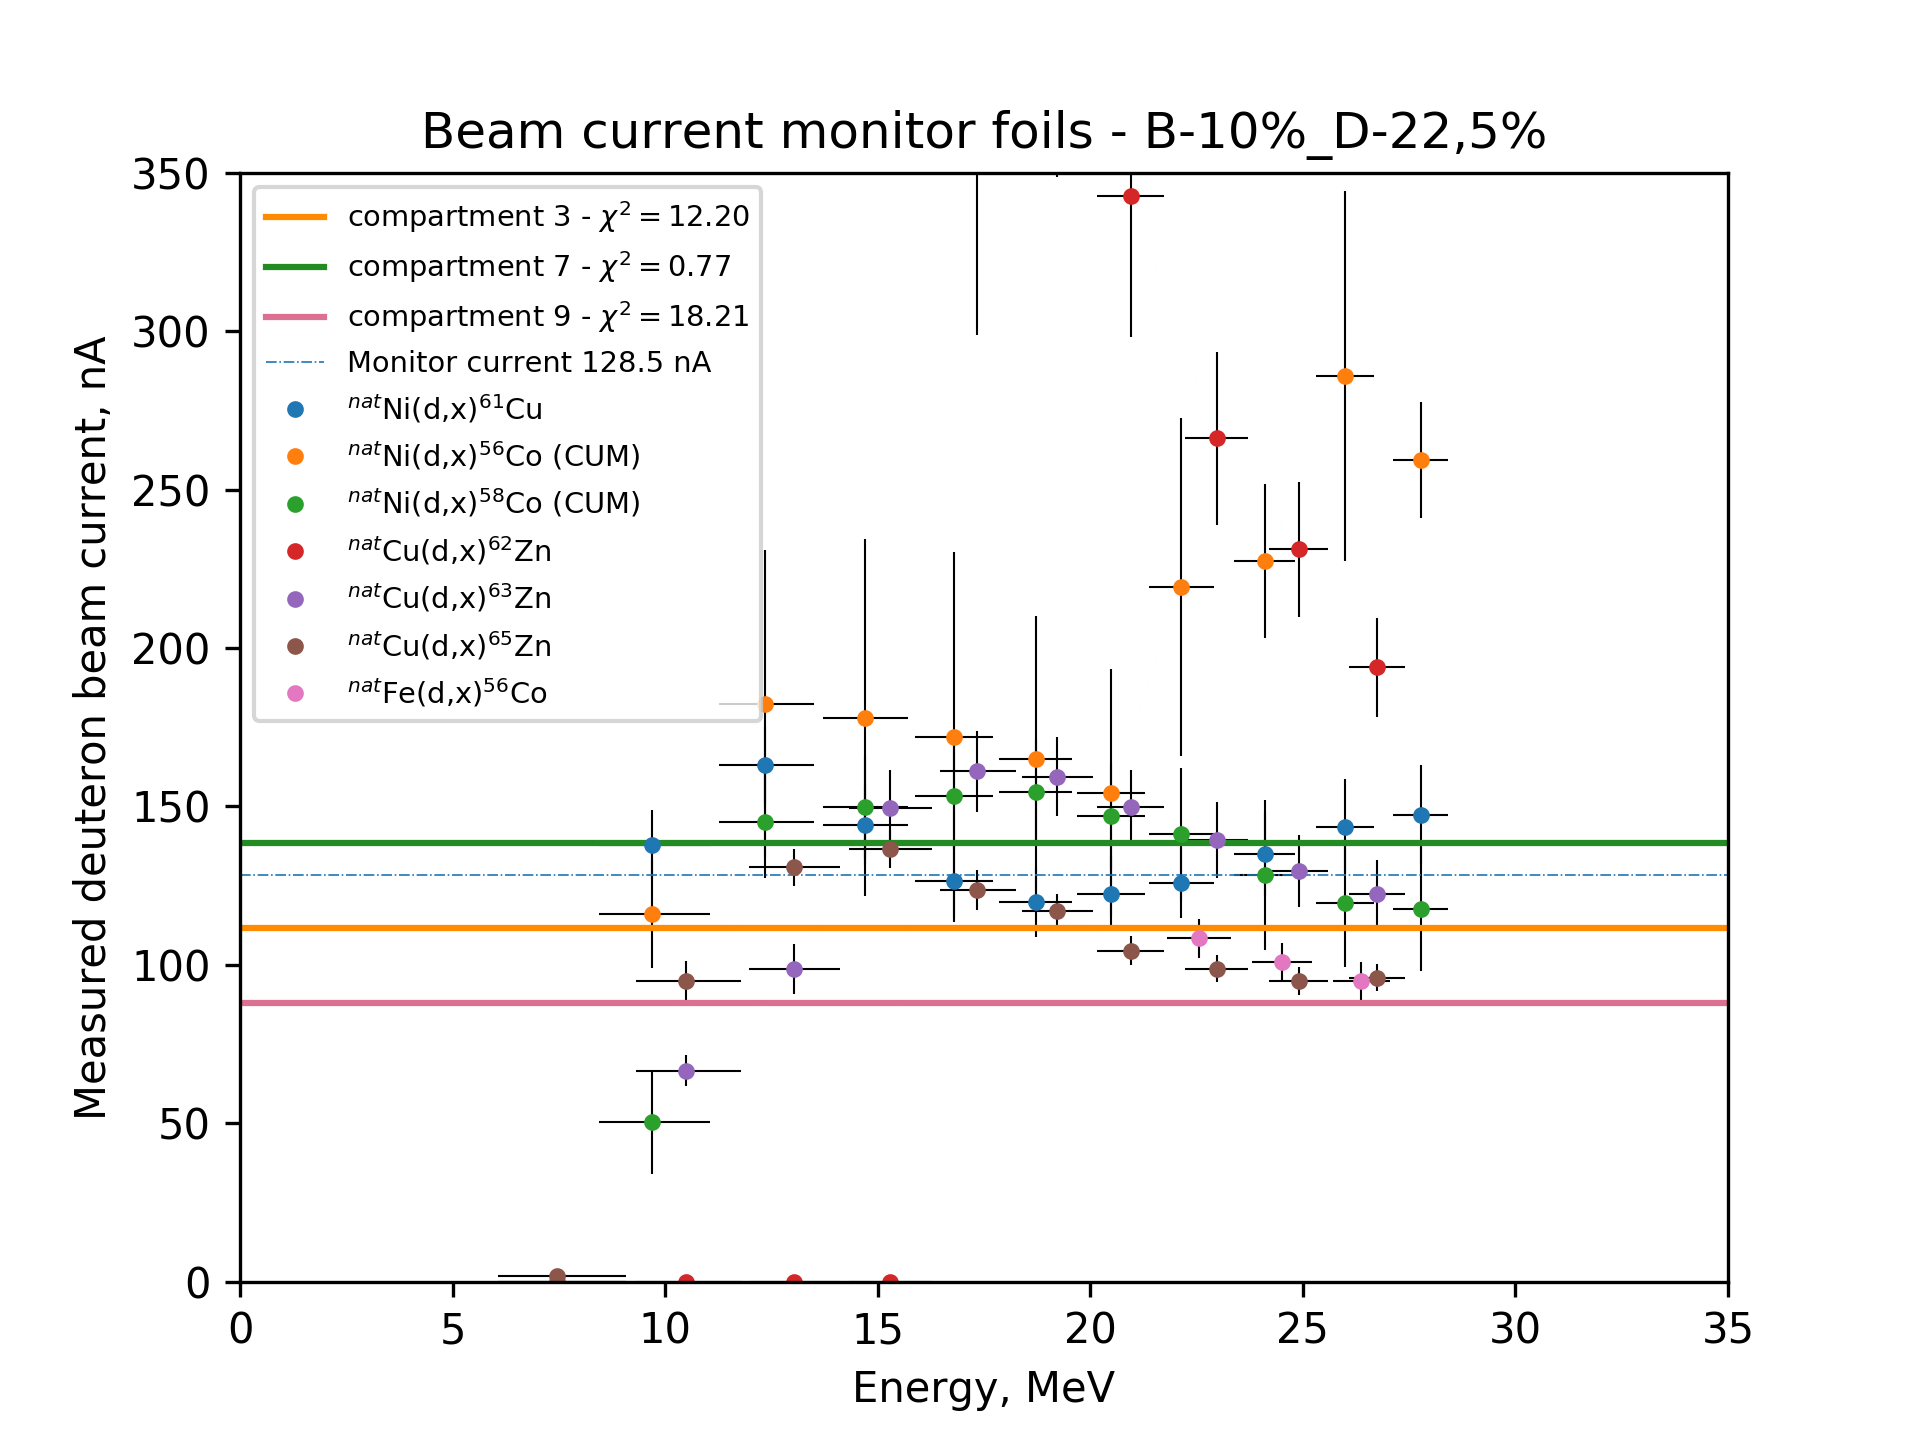 Beam current monitor foils - B-10%_D-22,5%
350
300
250
200
150
100
50
0
Measured deuteron beam current, nA
compartment 3 - χ² = 12.20
compartment 7 - χ² = 0.77
compartment 9 - χ² = 18.21
Monitor current 128.5 nA
ⁿᵃᵗNi(d,x)⁶¹Cu
ⁿᵃᵗNi(d,x)⁵⁶Co (CUM)
ⁿᵃᵗNi(d,x)⁵⁸Co (CUM)
ⁿᵃᵗCu(d,x)⁶²Zn
ⁿᵃᵗCu(d,x)⁶³Zn
ⁿᵃᵗCu(d,x)⁶⁵Zn
ⁿᵃᵗFe(d,x)⁵⁶Co
0 5 10 15 20 25 30 35
Energy, MeV